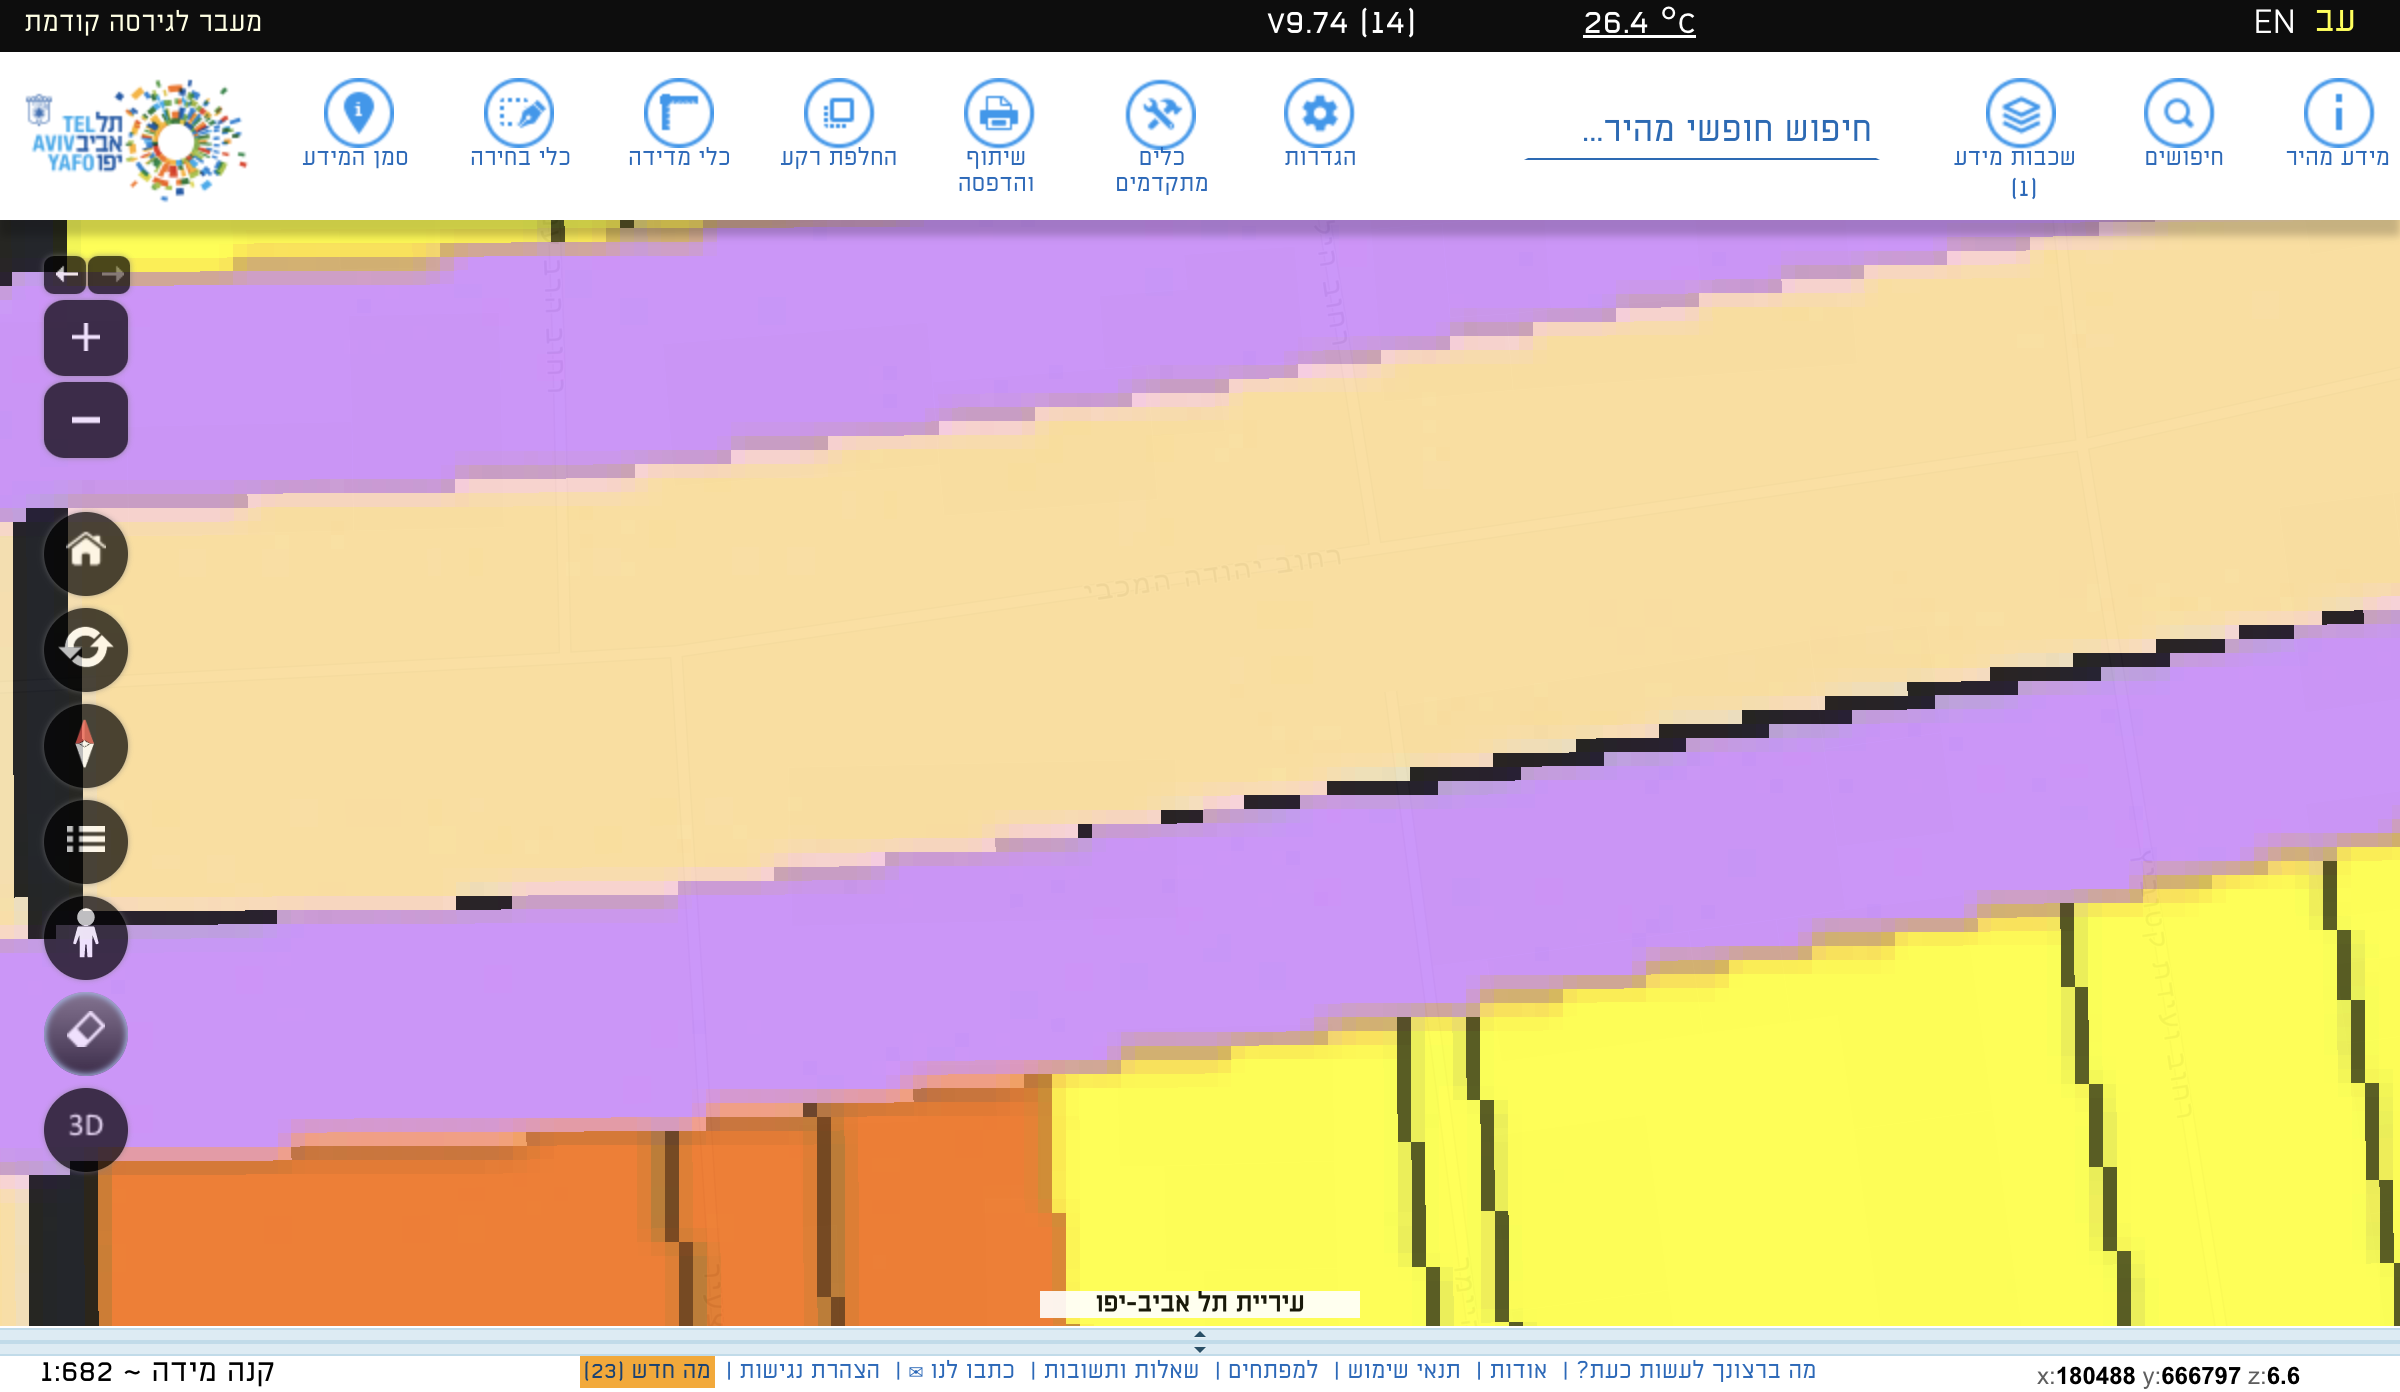 עב EN
26.4 °C
V9.74 (14)
מעבר לגירסה קודמת
מידע מהיר
חיפושים
שכבות מידע
(1)
חיפוש חופשי מהיר...
הגדרות
כלים
מתקדמים
שיתוף
והדפסה
החלפת רקע
כלי מדידה
כלי בחירה
סמן המידע
תל TEL
אביב AVIV
יפו YAFO
רחוב יהודה המכבי
3D
עיריית תל אביב-יפו
קנה מידה ~ 1:682
מה ברצונך לעשות כעת? | אודות | תנאי שימוש | למפתחים | שאלות ותשובות | כתבו לנו ✉ | הצהרת נגישות | מה חדש (23)
x:180488 y:666797 z:6.6